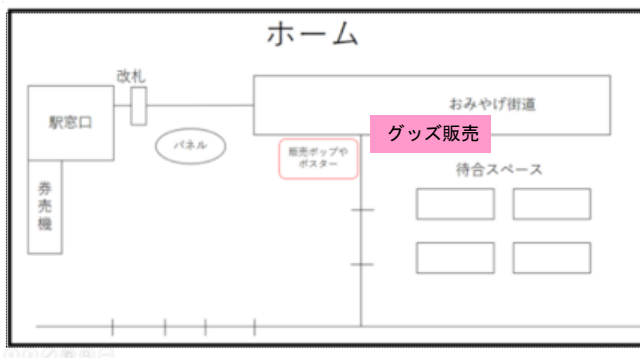 ホーム
改札
おみやげ街道
駅窓口
グッズ販売
パネル
販売ポップや
ポスター
待合スペース
券売機